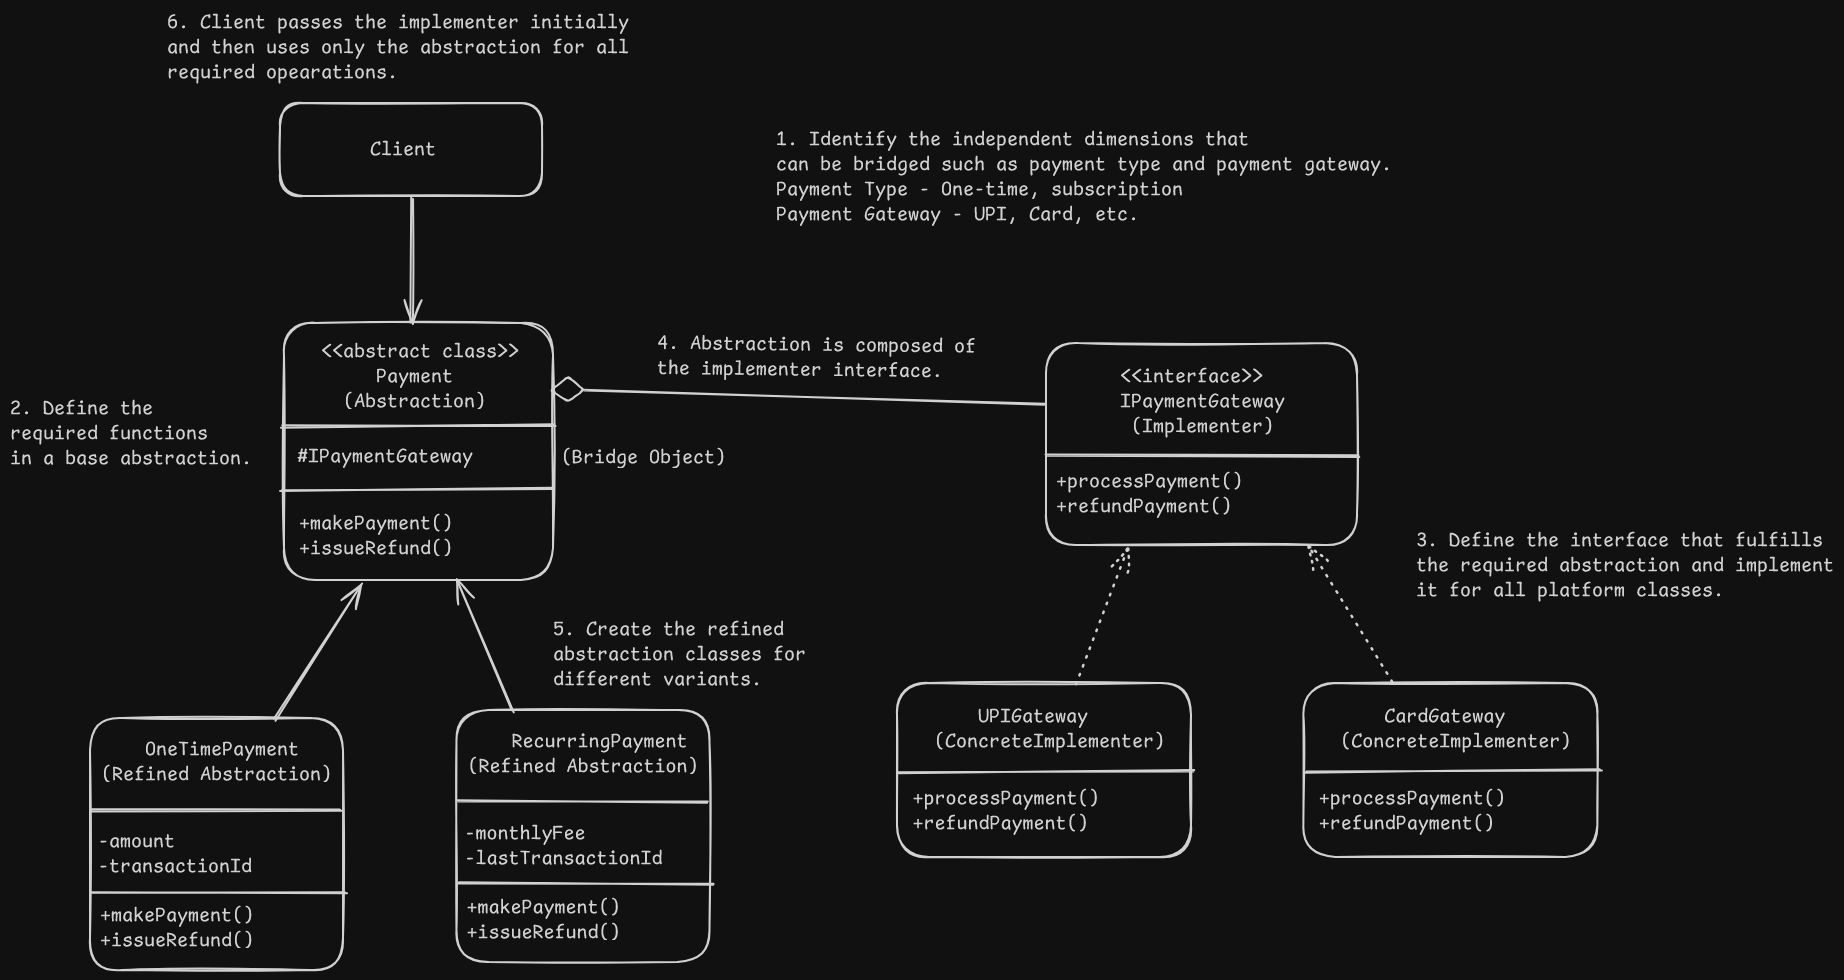 6. Client passes the implementer initially
and then uses only the abstraction for all
required opearations.
Client
1. Identify the independent dimensions that
can be bridged such as payment type and payment gateway.
Payment Type - One-time, subscription
Payment Gateway - UPI, Card, etc.
<<abstract class>>
Payment
(Abstraction)
#IPaymentGateway
+makePayment()
+issueRefund()
(Bridge Object)
2. Define the
required functions
in a base abstraction.
4. Abstraction is composed of
the implementer interface.
<<interface>>
IPaymentGateway
(Implementer)
+processPayment()
+refundPayment()
3. Define the interface that fulfills
the required abstraction and implement
it for all platform classes.
5. Create the refined
abstraction classes for
different variants.
OneTimePayment
(Refined Abstraction)
-amount
-transactionId
+makePayment()
+issueRefund()
RecurringPayment
(Refined Abstraction)
-monthlyFee
-lastTransactionId
+makePayment()
+issueRefund()
UPIGateway
(ConcreteImplementer)
+processPayment()
+refundPayment()
CardGateway
(ConcreteImplementer)
+processPayment()
+refundPayment()